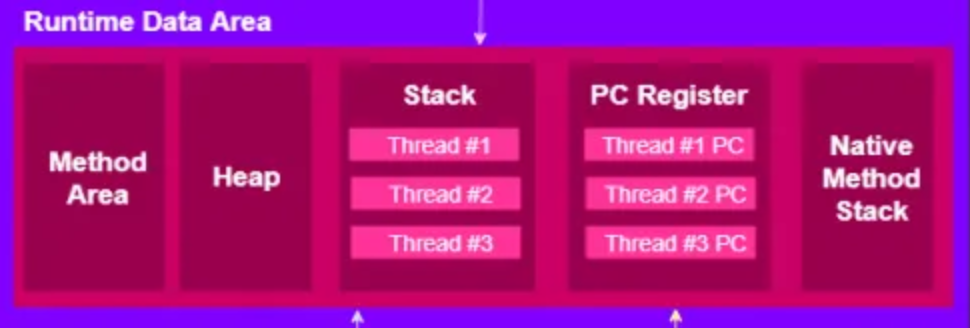 Runtime Data Area
Method
Area
Heap
Stack
Thread #1
Thread #2
Thread #3
PC Register
Thread #1 PC
Thread #2 PC
Thread #3 PC
Native
Method
Stack